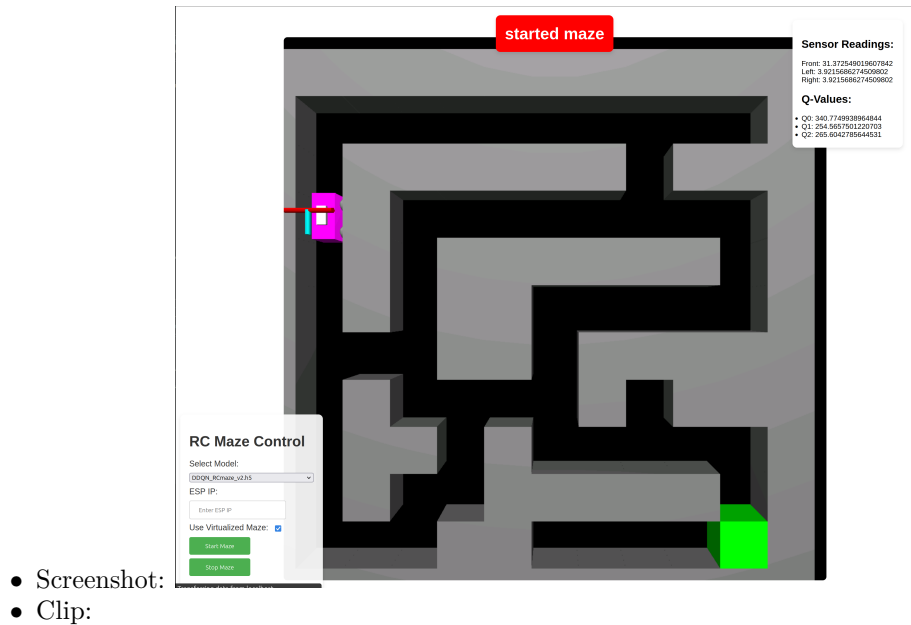 started maze
Sensor Readings:
Front: 31.372549019607842
Left: 3.9215686274509802
Right: 3.9215686274509802
Q-Values:
• Q0: 340.7749938964844
• Q1: 254.5657501220703
• Q2: 265.6042785644531
RC Maze Control
Select Model:
DDQN_RCmaze_v2.h5
ESP IP:
Enter ESP IP
Use Virtualized Maze:
Start Maze
Stop Maze
• Screenshot:
• Clip: